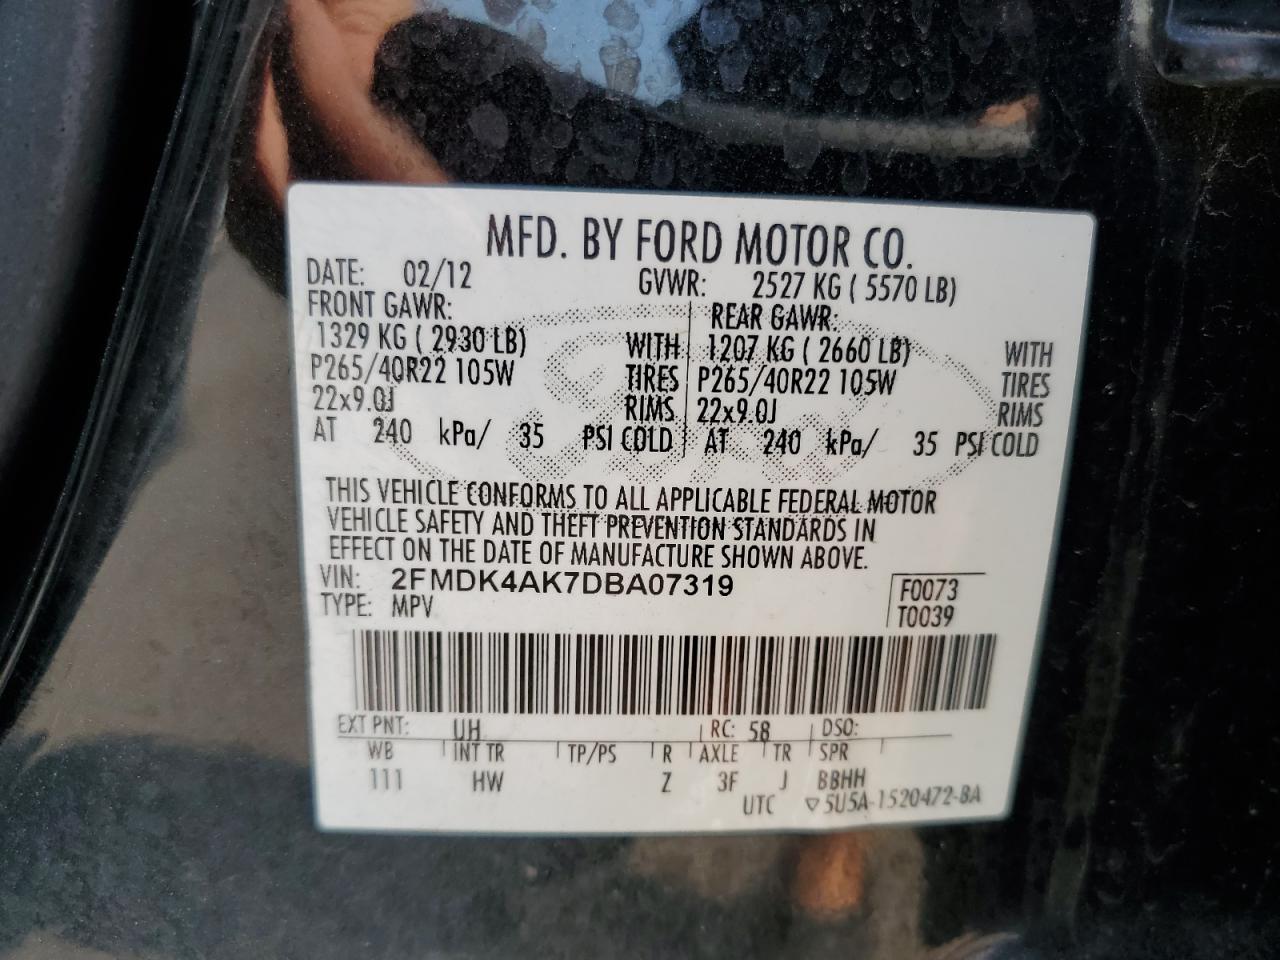 MFD. BY FORD MOTOR CO.
DATE: 02/12 GVWR: 2527 KG ( 5570 LB)
FRONT GAWR: REAR GAWR:
1329 KG ( 2930 LB) WITH 1207 KG ( 2660 LB) WITH
P265/40R22 105W TIRES P265/40R22 105W TIRES
22x9.0J RIMS 22x9.0J RIMS
AT 240 kPa/ 35 PSI COLD AT 240 kPa/ 35 PSI COLD
THIS VEHICLE CONFORMS TO ALL APPLICABLE FEDERAL MOTOR
VEHICLE SAFETY AND THEFT PREVENTION STANDARDS IN
EFFECT ON THE DATE OF MANUFACTURE SHOWN ABOVE.
VIN: 2FMDK4AK7DBA07319 F0073
TYPE: MPV T0039
EXT PNT: UH RC: 58 DSO:
WB INT TR TP/PS R AXLE TR SPR
111 HW Z 3F J BBHH
UTC ▽5U5A-1520472-BA